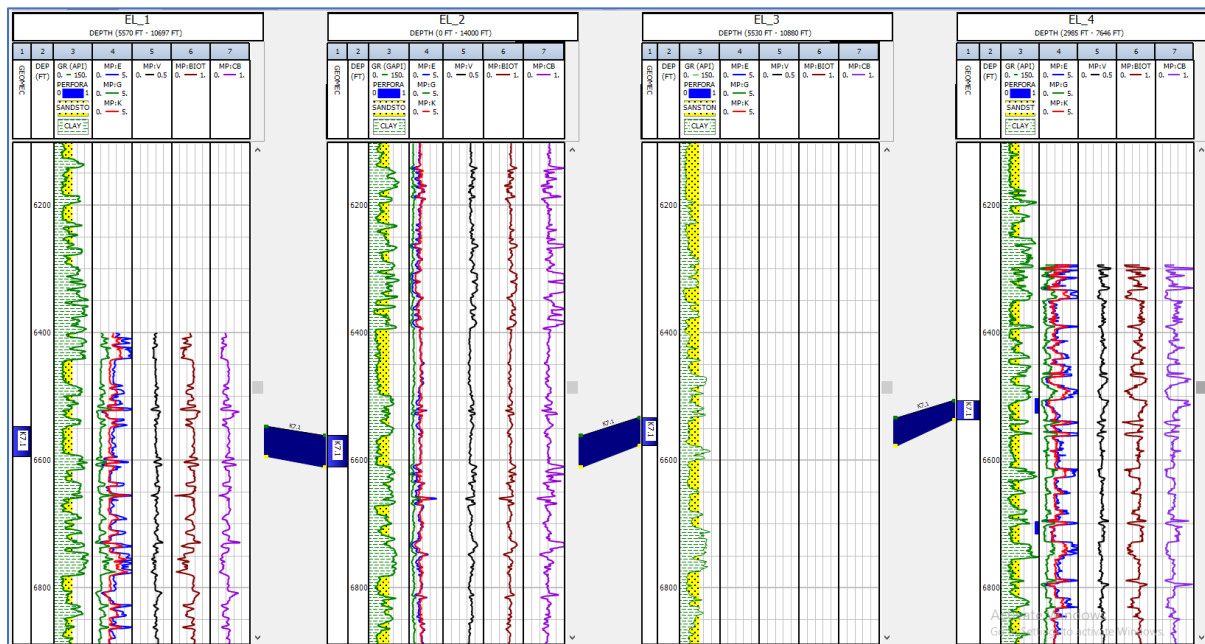 EL_1
DEPTH (5570 FT - 10697 FT)
1 2 3 4 5 6 7
GEOMEC
DEP (FT)
GR (API)
0. 150.
PERFORA
0 1
SANDSTO
CLAY
MP:E
0. 5.
MP:G
0. 5.
MP:K
0. 5.
MP:V
0. 0.5
MP:BIOT
0. 1.
MP:CB
0. 1.
6200
6400
6600
6800
K7.1
K7.1
EL_2
DEPTH (0 FT - 14000 FT)
1 2 3 4 5 6 7
GEOMEC
DEP (FT)
GR (GAPI)
0. 150.
PERFORA
0 1
SANDSTO
CLAY
MP:E
0. 5.
MP:G
0. 5.
MP:K
0. 5.
MP:V
0. 0.5
MP:BIOT
0. 1.
MP:CB
0. 1.
6200
6400
6600
6800
K7.1
K7.1
EL_3
DEPTH (5530 FT - 10880 FT)
1 2 3 4 5 6 7
GEOMEC
DEP (FT)
GR (API)
0. 150.
PERFORA
0 1
SANDSTON
CLAY
MP:E
0. 5.
MP:G
0. 5.
MP:K
0. 5.
MP:V
0. 0.5
MP:BIOT
0. 1.
MP:CB
0. 1.
6200
6400
6600
6800
K7.1
K7.1
EL_4
DEPTH (2985 FT - 7646 FT)
1 2 3 4 5 6 7
GEOMEC
DEP (FT)
GR (API)
0. 150.
PERFORA
0 1
SANDSTO
CLAY
MP:E
0. 5.
MP:G
0. 5.
MP:K
0. 5.
MP:V
0. 0.5
MP:BIOT
0. 1.
MP:CB
0. 1.
6200
6400
6600
6800
K7.1